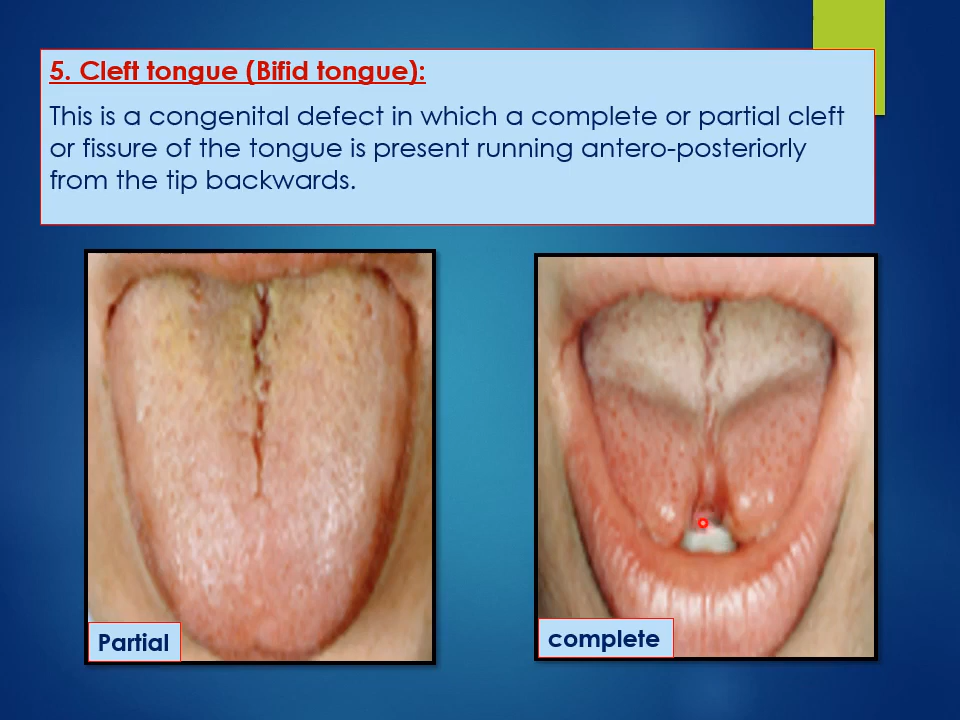 5. Cleft tongue (Bifid tongue):
This is a congenital defect in which a complete or partial cleft
or fissure of the tongue is present running antero-posteriorly
from the tip backwards.
Partial
complete